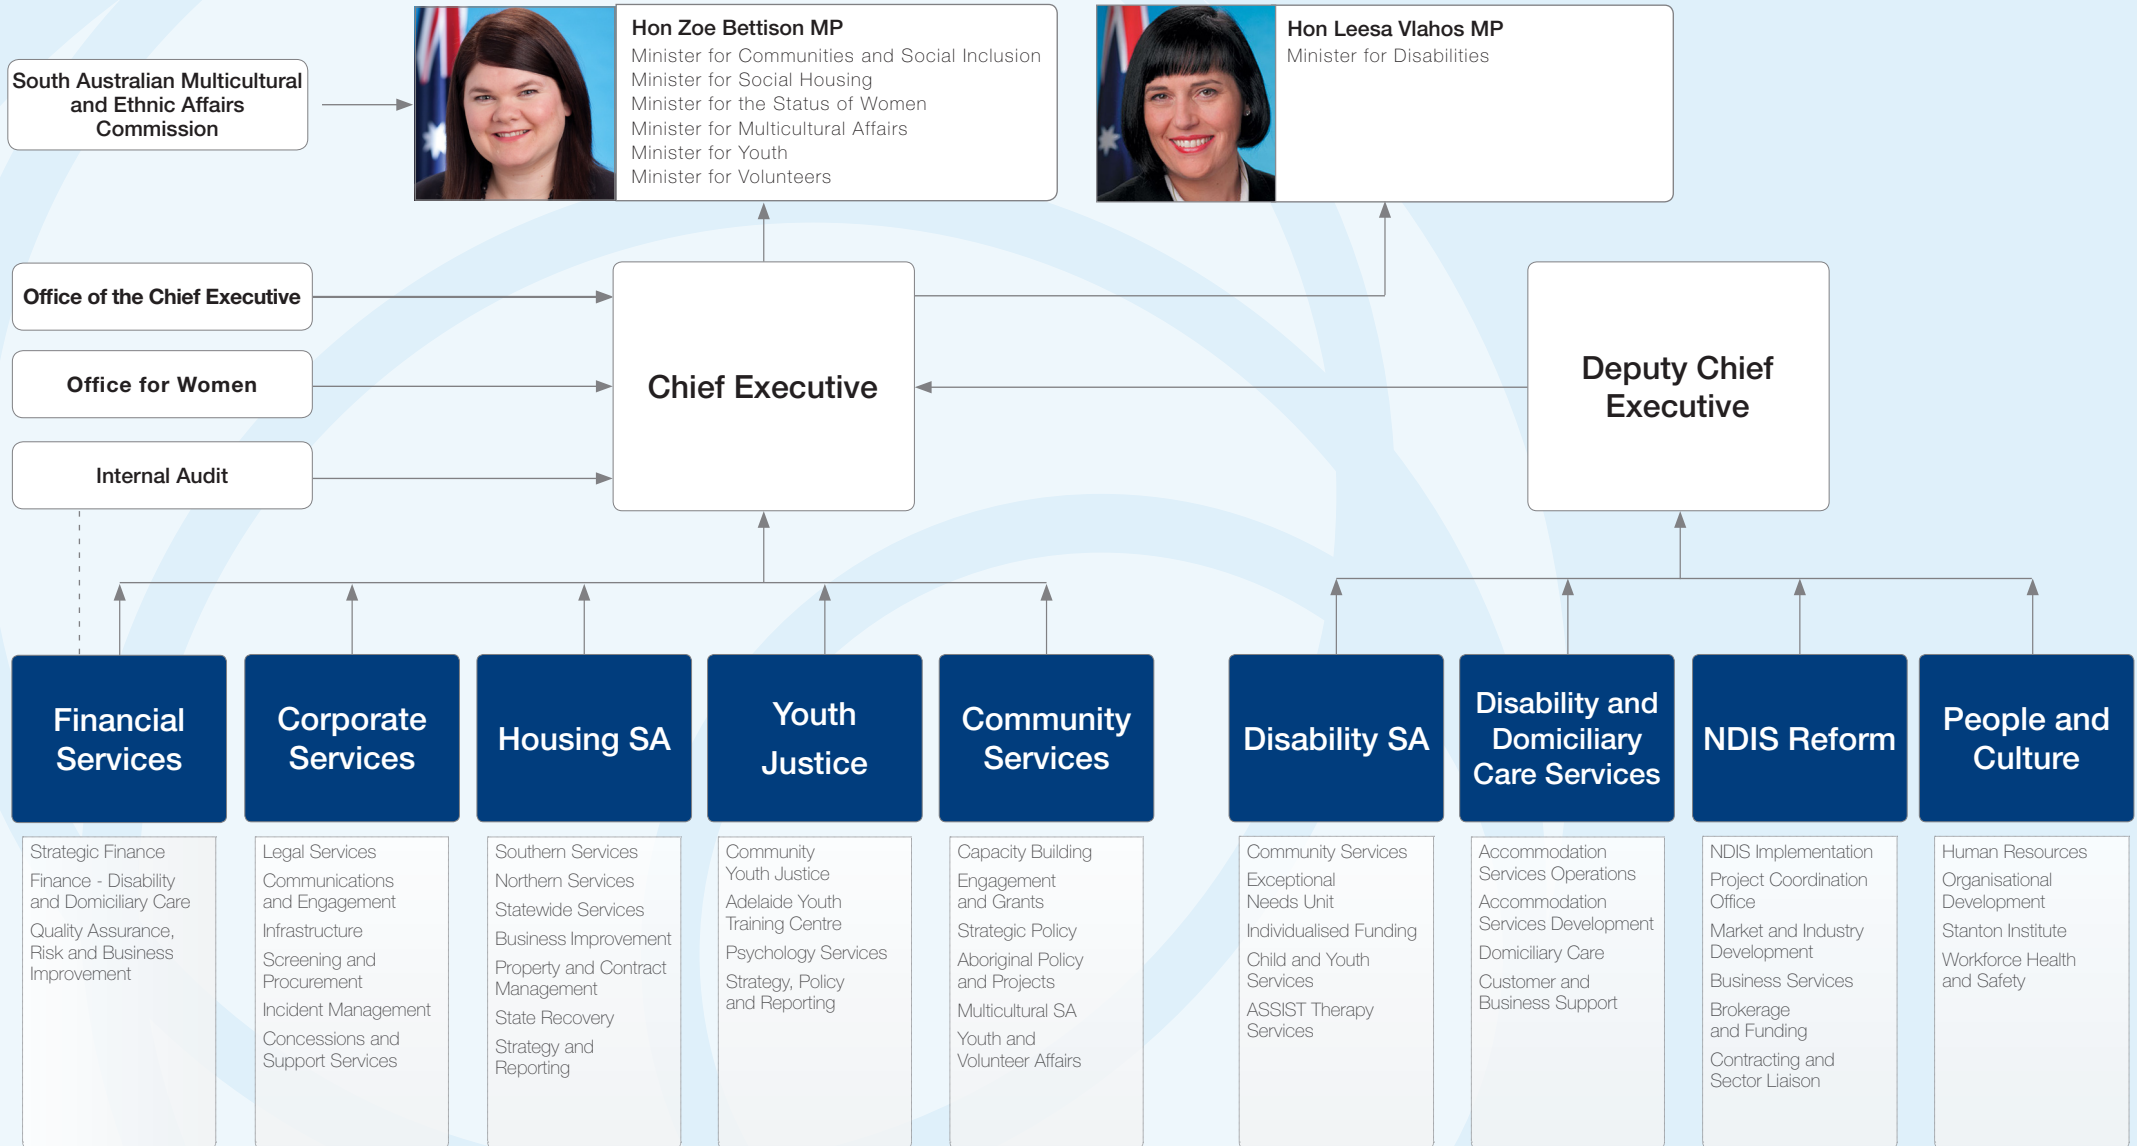 South Australian Multicultural
and Ethnic Affairs
Commission
Hon Zoe Bettison MP
Minister for Communities and Social Inclusion
Minister for Social Housing
Minister for the Status of Women
Minister for Multicultural Affairs
Minister for Youth
Minister for Volunteers
Hon Leesa Vlahos MP
Minister for Disabilities
Office of the Chief Executive
Office for Women
Internal Audit
Chief Executive
Deputy Chief
Executive
Financial
Services
Corporate
Services
Housing SA
Youth
Justice
Community
Services
Disability SA
Disability and
Domiciliary
Care Services
NDIS Reform
People and
Culture
Strategic Finance
Finance - Disability
and Domiciliary Care
Quality Assurance,
Risk and Business
Improvement
Legal Services
Communications
and Engagement
Infrastructure
Screening and
Procurement
Incident Management
Concessions and
Support Services
Southern Services
Northern Services
Statewide Services
Business Improvement
Property and Contract
Management
State Recovery
Strategy and
Reporting
Community
Youth Justice
Adelaide Youth
Training Centre
Psychology Services
Strategy, Policy
and Reporting
Capacity Building
Engagement
and Grants
Strategic Policy
Aboriginal Policy
and Projects
Multicultural SA
Youth and
Volunteer Affairs
Community Services
Exceptional
Needs Unit
Individualised Funding
Child and Youth
Services
ASSIST Therapy
Services
Accommodation
Services Operations
Accommodation
Services Development
Domiciliary Care
Customer and
Business Support
NDIS Implementation
Project Coordination
Office
Market and Industry
Development
Business Services
Brokerage
and Funding
Contracting and
Sector Liaison
Human Resources
Organisational
Development
Stanton Institute
Workforce Health
and Safety